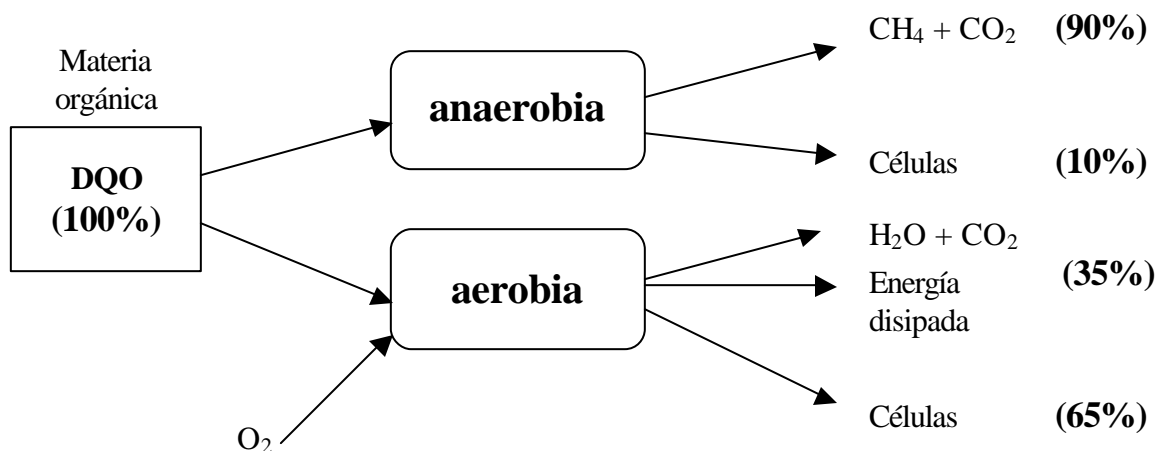 Materia
orgánica
DQO
(100%)
O₂
anaerobia
aerobia
CH₄ + CO₂ (90%)
Células (10%)
H₂O + CO₂
(35%)
Energía
disipada
Células (65%)